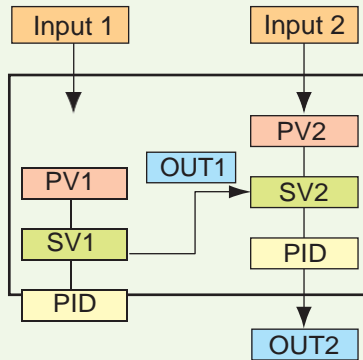 Input 1
Input 2
PV2
OUT1
PV1
SV2
SV1
PID
PID
OUT2